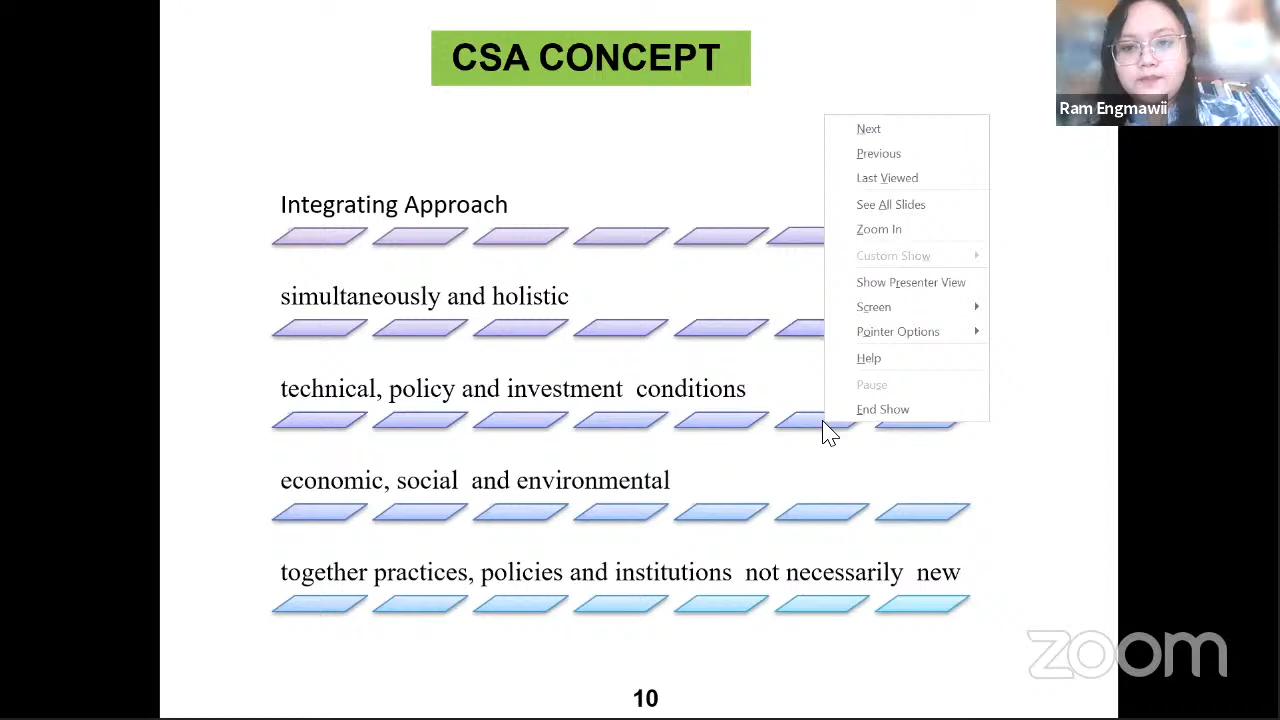 CSA CONCEPT
Ram Engmawii
Integrating Approach
simultaneously and holistic
technical, policy and investment conditions
economic, social and environmental
together practices, policies and institutions not necessarily new
Next
Previous
Last Viewed
See All Slides
Zoom In
Custom Show
Show Presenter View
Screen
Pointer Options
Help
Pause
End Show
zoom
10